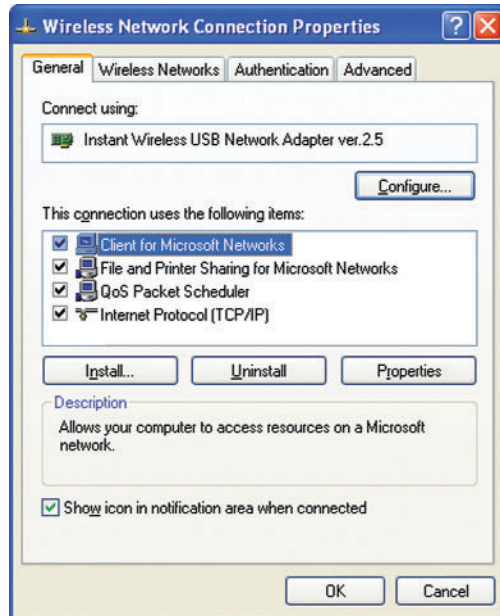 Wireless Network Connection Properties
General Wireless Networks Authentication Advanced
Connect using:
Instant Wireless USB Network Adapter ver.2.5
Configure...
This connection uses the following items:
Client for Microsoft Networks
File and Printer Sharing for Microsoft Networks
QoS Packet Scheduler
Internet Protocol (TCP/IP)
Install... Uninstall Properties
Description
Allows your computer to access resources on a Microsoft
network.
Show icon in notification area when connected
OK Cancel